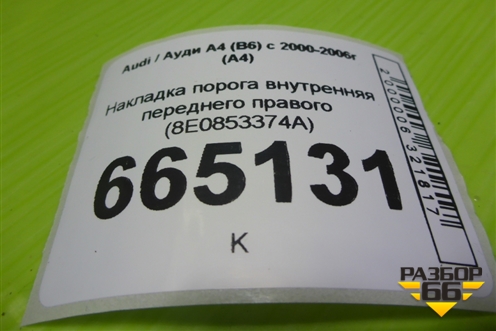 Audi / Ауди А4 (В6) с 2000-2006г
(А4)
Накладка порога внутренняя
переднего правого
(8E0853374A)
665131
К
2000006321817
РАЗБОР
66